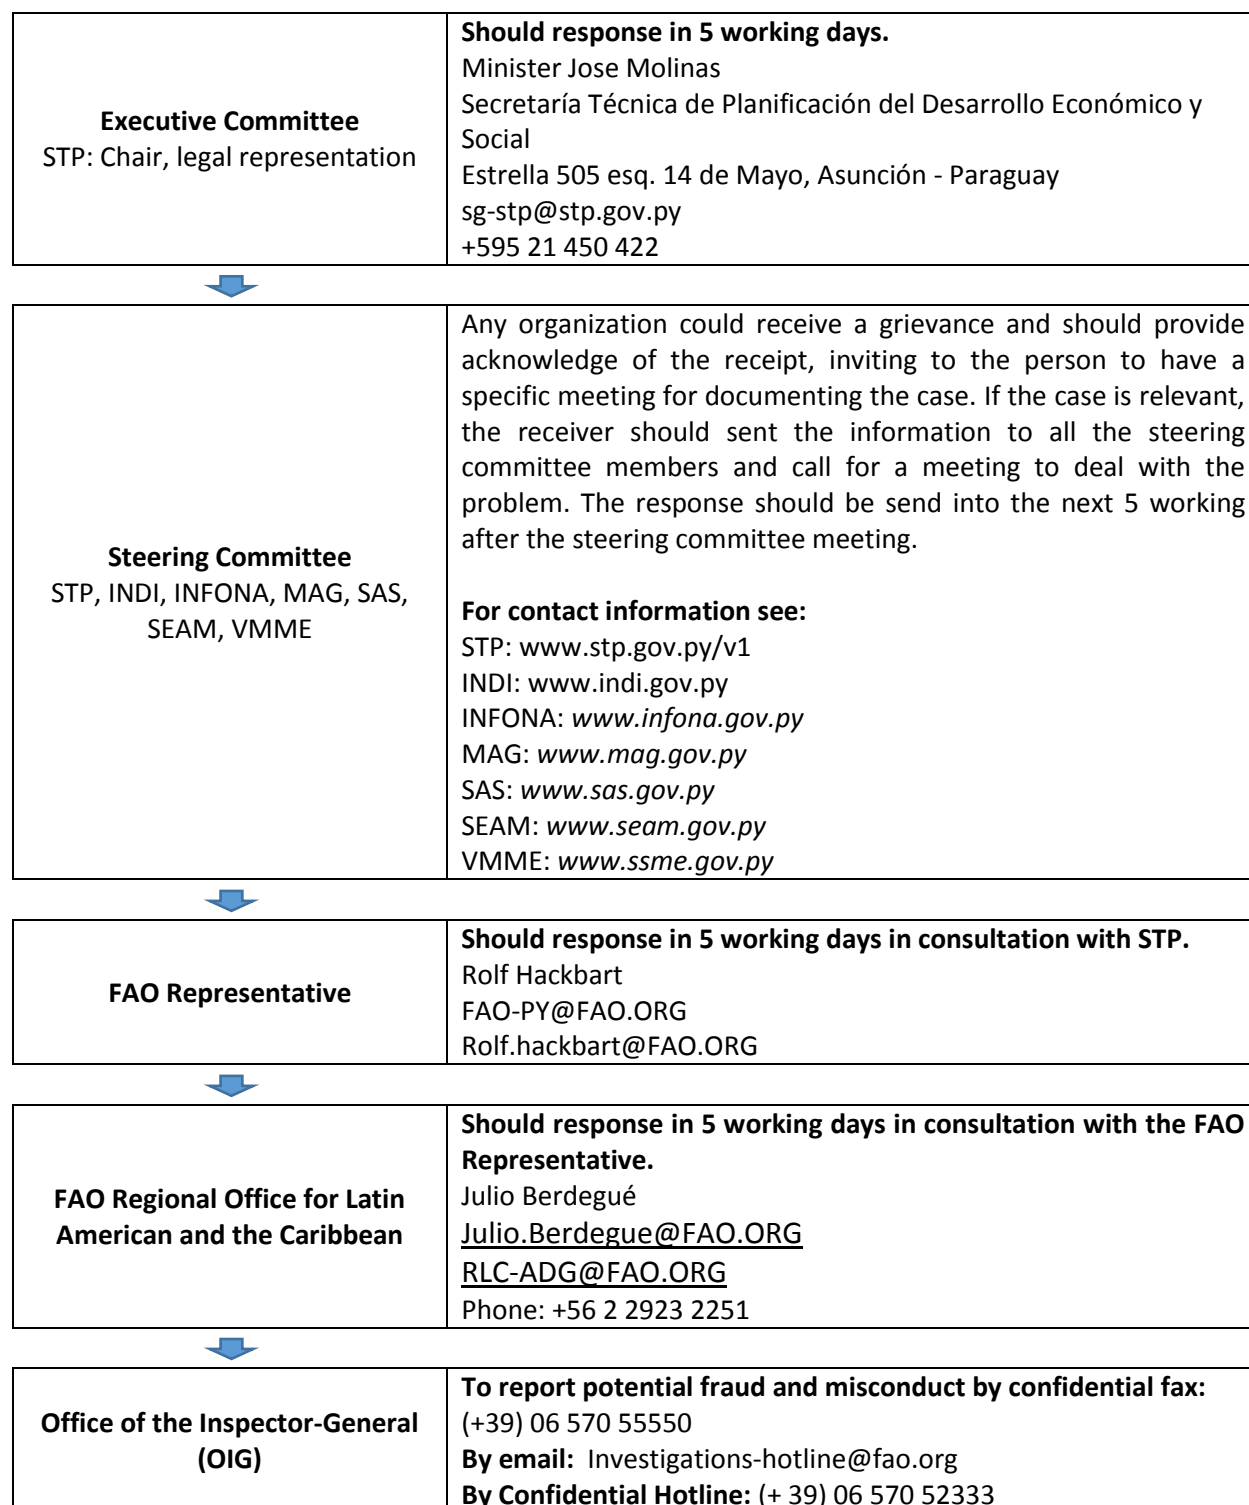 Executive Committee
STP: Chair, legal representation
Should response in 5 working days.
Minister Jose Molinas
Secretaría Técnica de Planificación del Desarrollo Económico y
Social
Estrella 505 esq. 14 de Mayo, Asunción - Paraguay
sg-stp@stp.gov.py
+595 21 450 422
Steering Committee
STP, INDI, INFONA, MAG, SAS,
SEAM, VMME
Any organization could receive a grievance and should provide
acknowledge of the receipt, inviting to the person to have a
specific meeting for documenting the case. If the case is relevant,
the receiver should sent the information to all the steering
committee members and call for a meeting to deal with the
problem. The response should be send into the next 5 working
after the steering committee meeting.
For contact information see:
STP: www.stp.gov.py/v1
INDI: www.indi.gov.py
INFONA: www.infona.gov.py
MAG: www.mag.gov.py
SAS: www.sas.gov.py
SEAM: www.seam.gov.py
VMME: www.ssme.gov.py
FAO Representative
Should response in 5 working days in consultation with STP.
Rolf Hackbart
FAO-PY@FAO.ORG
Rolf.hackbart@FAO.ORG
FAO Regional Office for Latin
American and the Caribbean
Should response in 5 working days in consultation with the FAO
Representative.
Julio Berdegué
Julio.Berdegue@FAO.ORG
RLC-ADG@FAO.ORG
Phone: +56 2 2923 2251
Office of the Inspector-General
(OIG)
To report potential fraud and misconduct by confidential fax:
(+39) 06 570 55550
By email: Investigations-hotline@fao.org
By Confidential Hotline: (+ 39) 06 570 52333